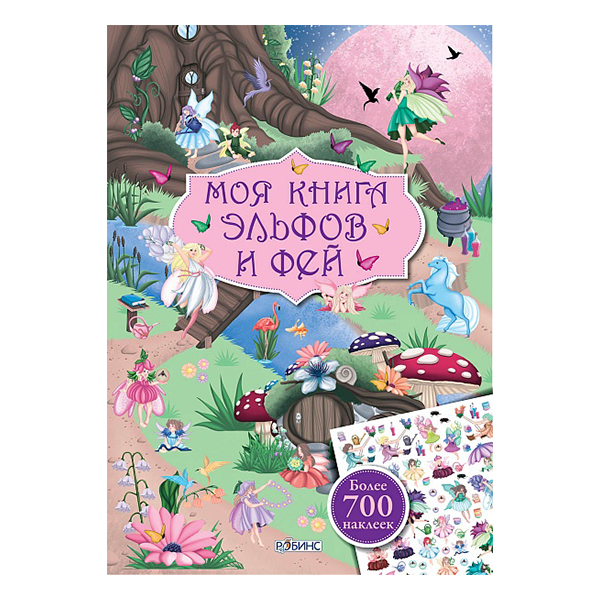 МОЯ КНИГА
ЭЛЬФОВ
И ФЕЙ
Более
700
наклеек
РОБИНС